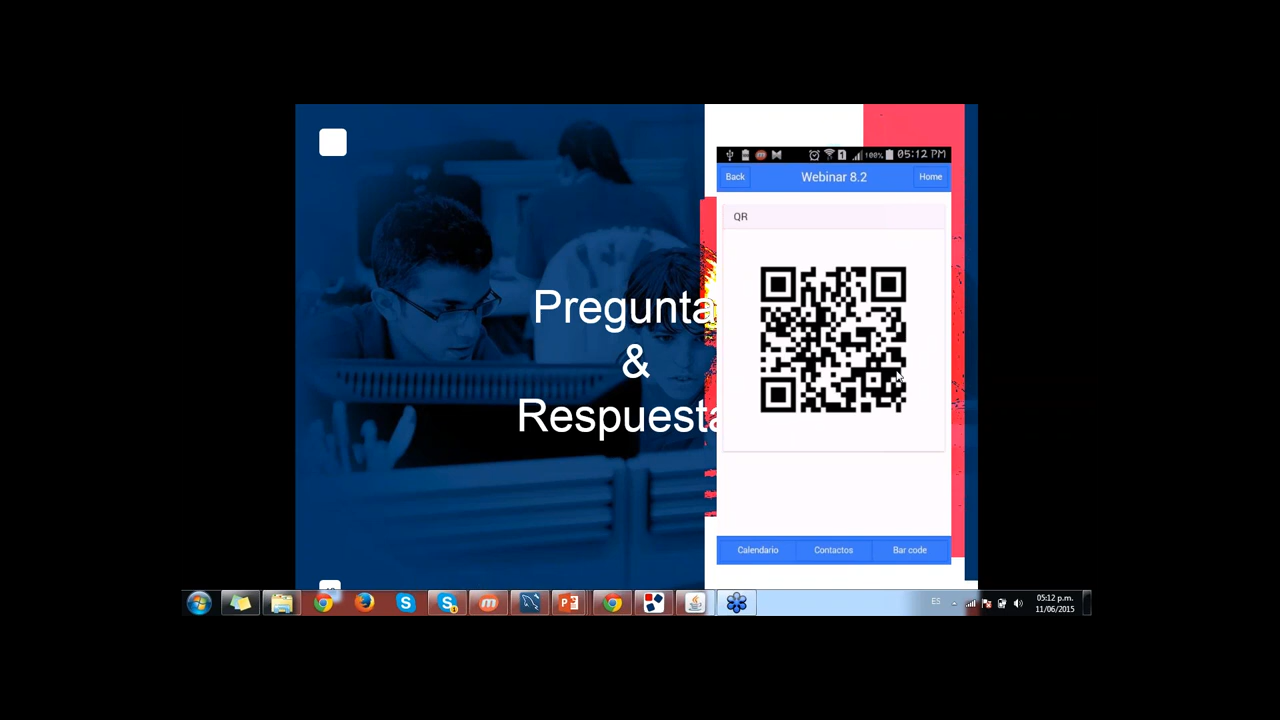 100% 05:12 PM
Back Webinar 8.2 Home
QR
Pregunta
&
Respuesta
Calendario Contactos Bar code
ES 05:12 p.m.
11/06/2015